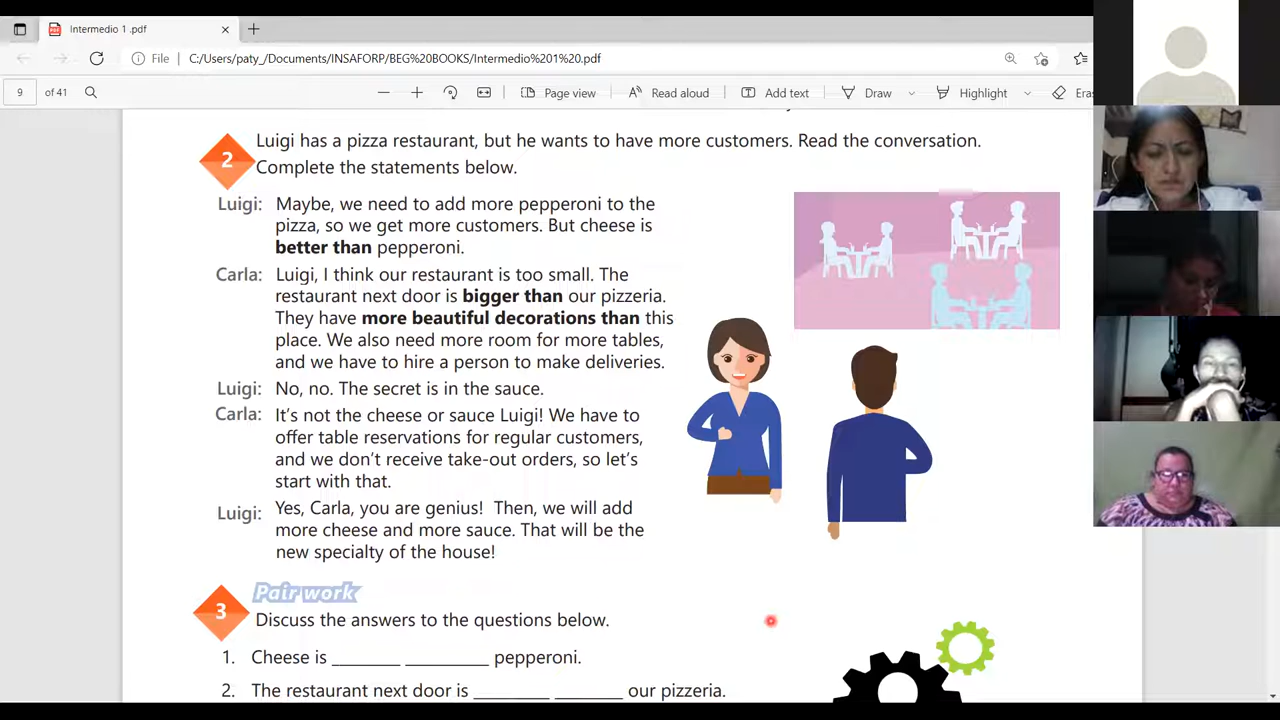 Intermedio 1 .pdf
File C:/Users/paty_/Documents/INSAFORP/BEG%20BOOKS/Intermedio%201%20.pdf
9 of 41 Page view Read aloud Add text Draw Highlight
2 Luigi has a pizza restaurant, but he wants to have more customers. Read the conversation.
Complete the statements below.
Luigi: Maybe, we need to add more pepperoni to the
pizza, so we get more customers. But cheese is
better than pepperoni.
Carla: Luigi, I think our restaurant is too small. The
restaurant next door is bigger than our pizzeria.
They have more beautiful decorations than this
place. We also need more room for more tables,
and we have to hire a person to make deliveries.
Luigi: No, no. The secret is in the sauce.
Carla: It's not the cheese or sauce Luigi! We have to
offer table reservations for regular customers,
and we don't receive take-out orders, so let's
start with that.
Luigi: Yes, Carla, you are genius! Then, we will add
more cheese and more sauce. That will be the
new specialty of the house!
Pair work
3 Discuss the answers to the questions below.
1. Cheese is ________ __________ pepperoni.
2. The restaurant next door is _________ ________ our pizzeria.